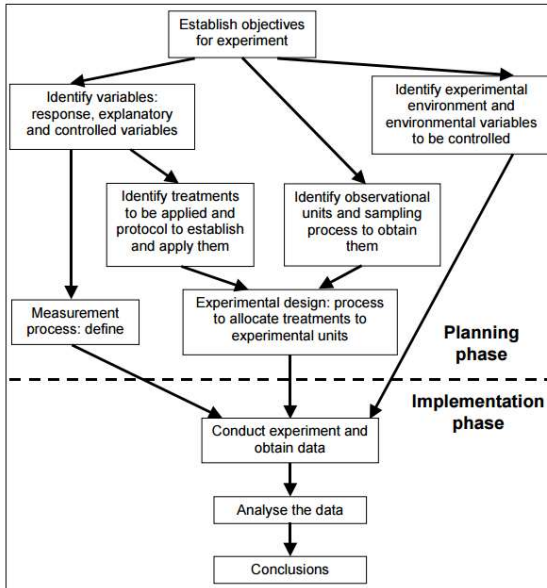 Establish objectives
for experiment
Identify variables:
response, explanatory
and controlled variables
Identify experimental
environment and
environmental variables
to be controlled
Identify treatments
to be applied and
protocol to establish
and apply them
Identify observational
units and sampling
process to obtain
them
Measurement
process: define
Experimental design: process
to allocate treatments to
experimental units
Planning
phase
Implementation
phase
Conduct experiment and
obtain data
Analyse the data
Conclusions